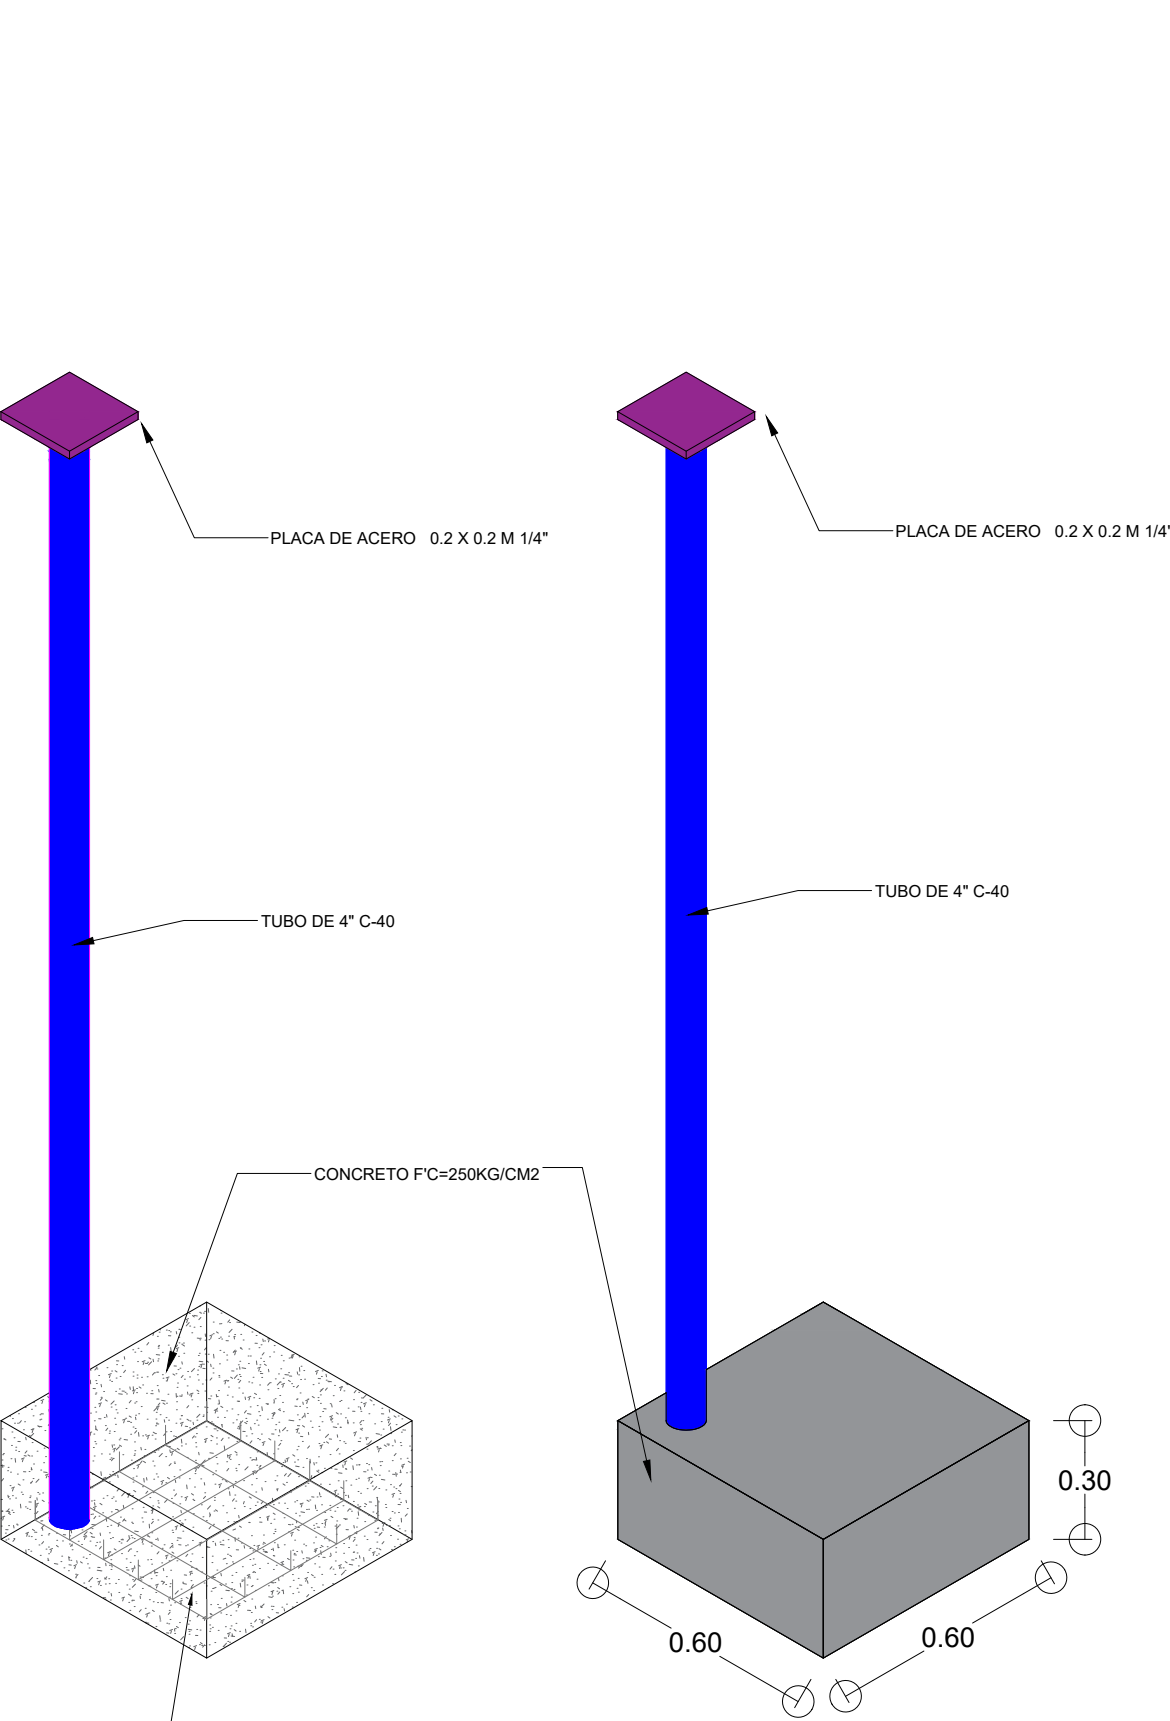 PLACA DE ACERO 0.2 X 0.2 M 1/4"
PLACA DE ACERO 0.2 X 0.2 M 1/4"
TUBO DE 4" C-40
TUBO DE 4" C-40
CONCRETO F'C=250KG/CM2
0.30
0.60
0.60